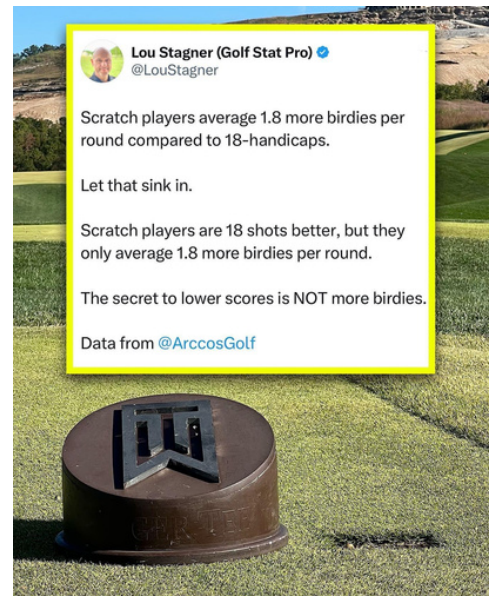 Lou Stagner (Golf Stat Pro)
@LouStagner
Scratch players average 1.8 more birdies per
round compared to 18-handicaps.
Let that sink in.
Scratch players are 18 shots better, but they
only average 1.8 more birdies per round.
The secret to lower scores is NOT more birdies.
Data from @ArccosGolf